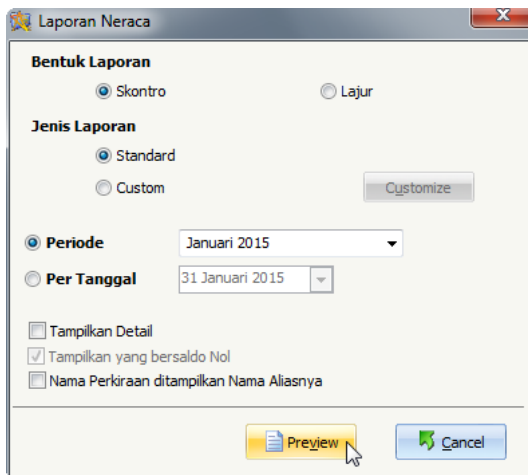 Laporan Neraca
Bentuk Laporan
Skontro Lajur
Jenis Laporan
Standard
Custom Customize
Periode Januari 2015
Per Tanggal 31 Januari 2015
Tampilkan Detail
Tampilkan yang bersaldo Nol
Nama Perkiraan ditampilkan Nama Aliasnya
Preview Cancel